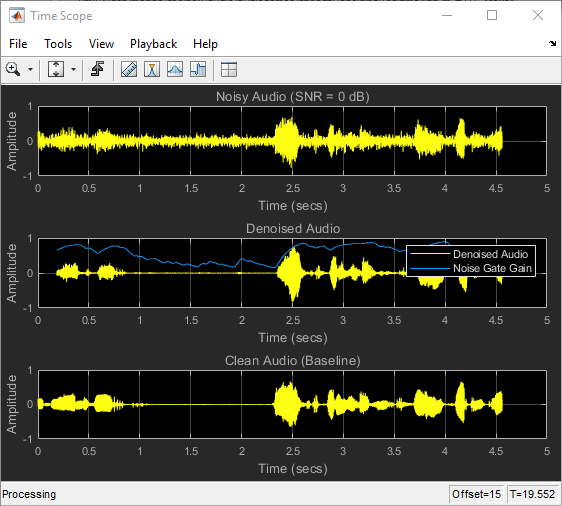 Time Scope
File Tools View Playback Help
Noisy Audio (SNR = 0 dB)
Amplitude
1
0
-1
0 0.5 1 1.5 2 2.5 3 3.5 4 4.5 5
Time (secs)
Denoised Audio
Amplitude
1
0
-1
Denoised Audio
Noise Gate Gain
0 0.5 1 1.5 2 2.5 3 3.5 4 4.5 5
Time (secs)
Clean Audio (Baseline)
Amplitude
1
0
-1
0 0.5 1 1.5 2 2.5 3 3.5 4 4.5 5
Time (secs)
Processing Offset=15 T=19.552